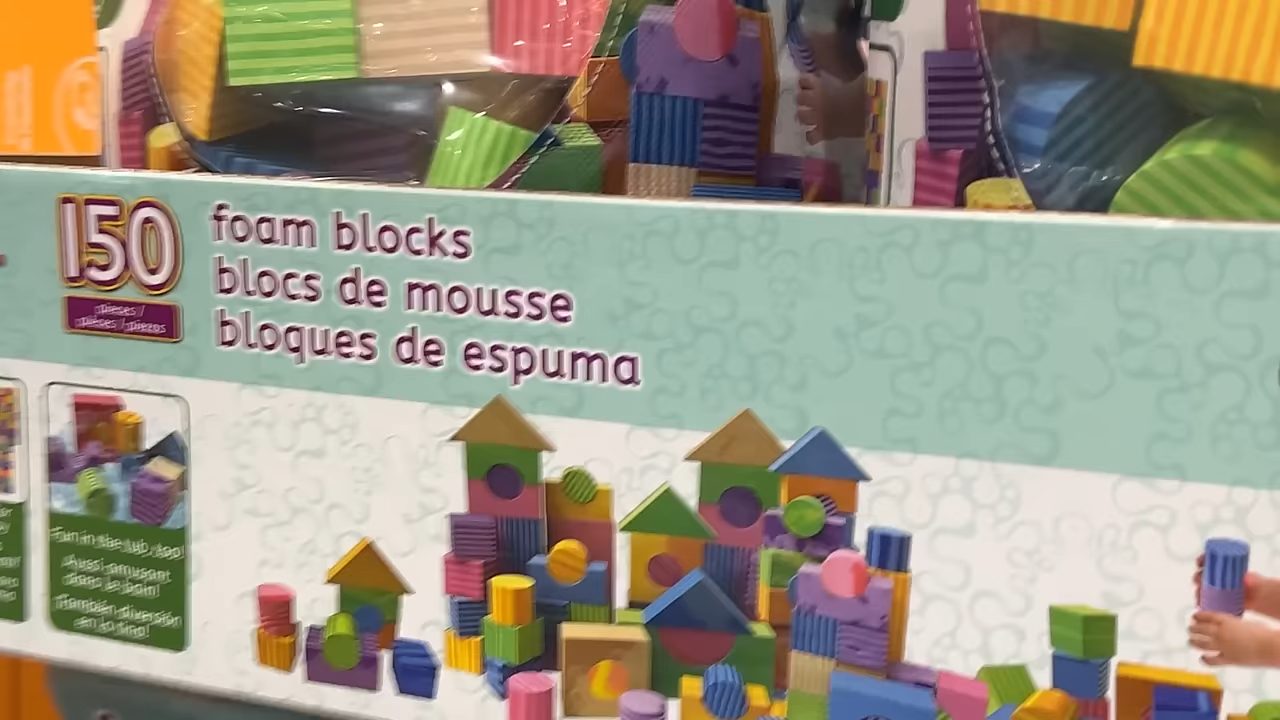 150
pieces /
pièces / piezas
foam blocks
blocs de mousse
bloques de espuma
Fun in the tub, too!
¡Aussi amusant
dans le bain!
¡También diversión
en la tina!